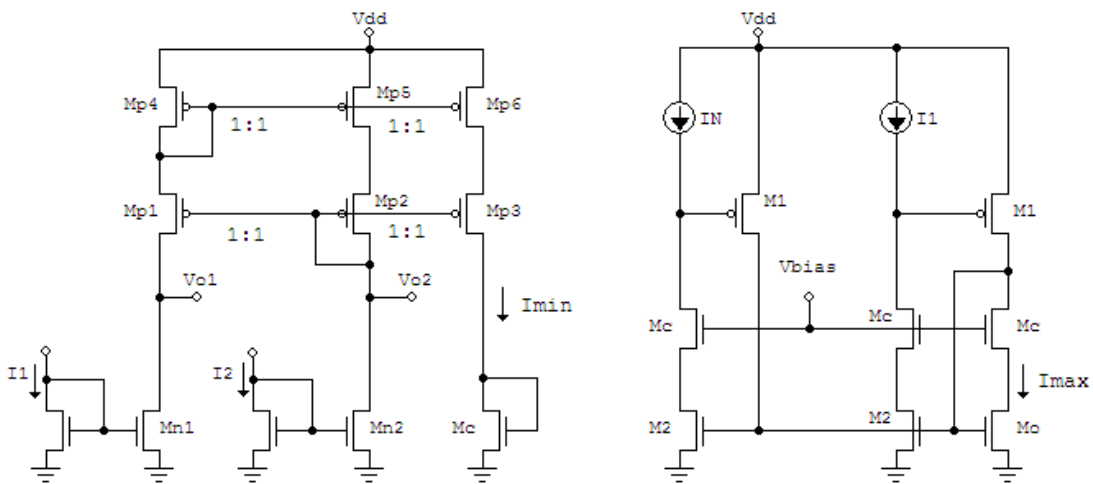 Vdd
Mp4
Mp5
Mp6
1:1
1:1
Mp1
Mp2
Mp3
1:1
1:1
Vo1
Vo2
Imin
I1
I2
Mn1
Mn2
Mc
Vdd
IN
I1
M1
M1
Vbias
Mc
Mc
Mc
Imax
M2
M2
Mo